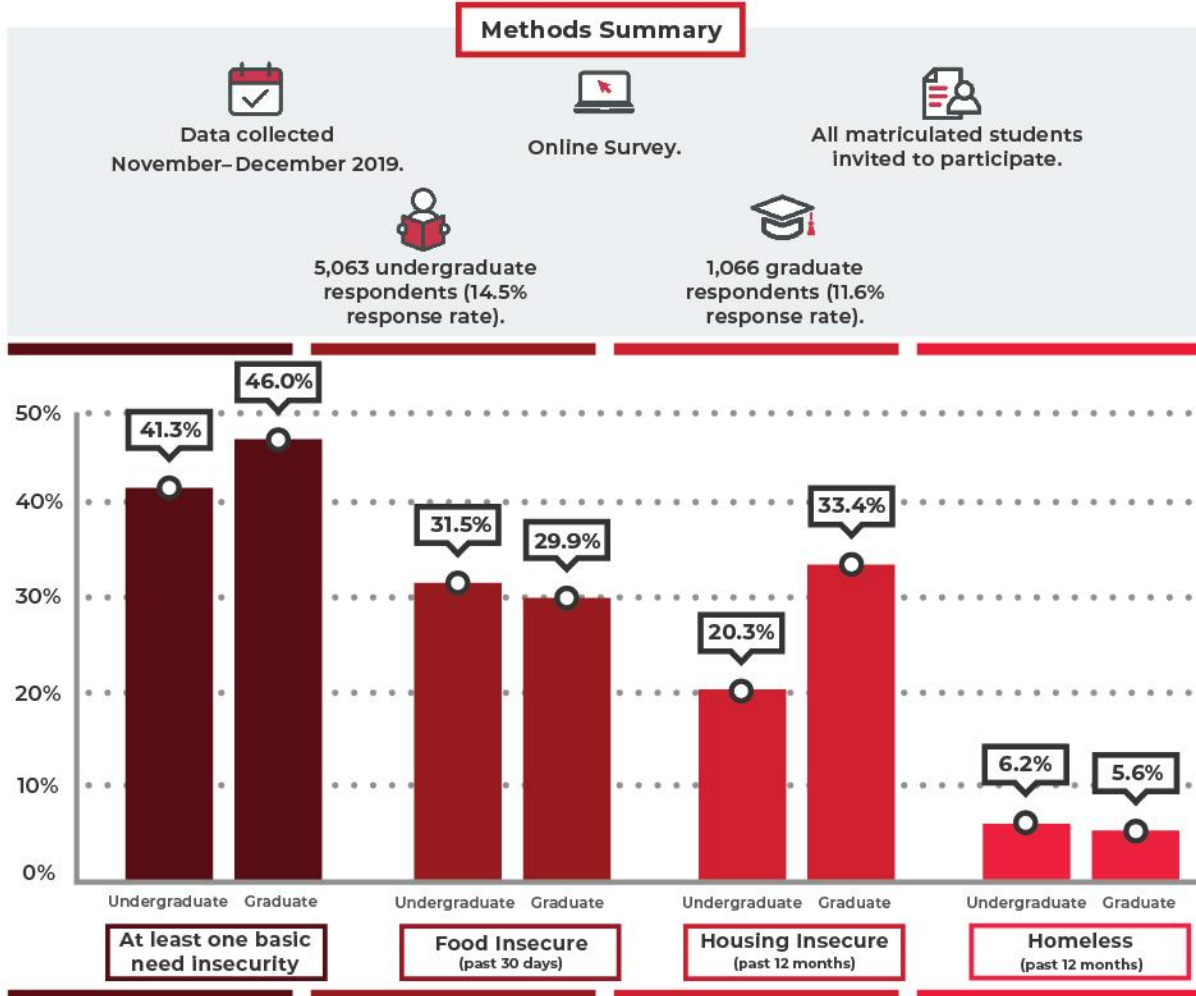 Methods Summary
Data collected
November–December 2019.
Online Survey.
All matriculated students
invited to participate.
5,063 undergraduate
respondents (14.5%
response rate).
1,066 graduate
respondents (11.6%
response rate).
50%
40%
30%
20%
10%
0%
41.3%
46.0%
31.5%
29.9%
20.3%
33.4%
6.2%
5.6%
Undergraduate Graduate
Undergraduate Graduate
Undergraduate Graduate
Undergraduate Graduate
At least one basic
need insecurity
Food Insecure
(past 30 days)
Housing Insecure
(past 12 months)
Homeless
(past 12 months)